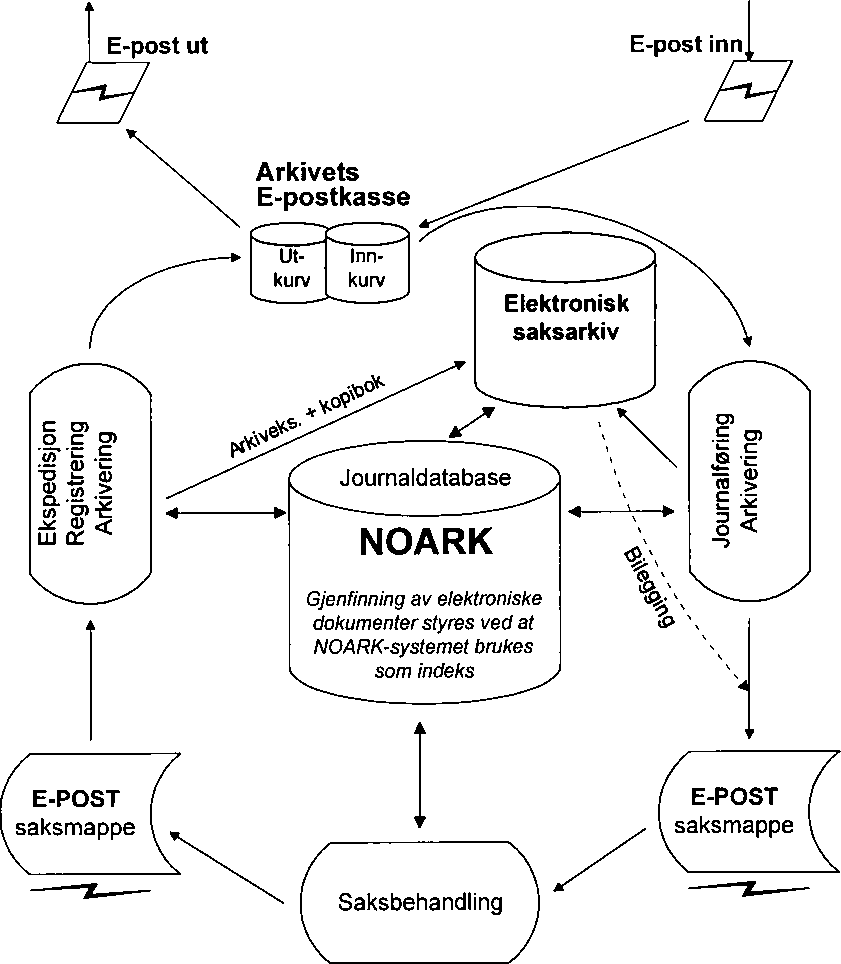 E-post ut
E-post inn
Arkivets
E-postkasse
Ut-
kurv
Inn-
kurv
Elektronisk
saksarkiv
Arkiveks. + kopibok
Ekspedisjon
Registrering
Arkivering
Journaldatabase
NOARK
Gjenfinning av elektroniske
dokumenter styres ved at
NOARK-systemet brukes
som indeks
Journalføring
Arkivering
Bilegging
E-POST
saksmappe
E-POST
saksmappe
Saksbehandling